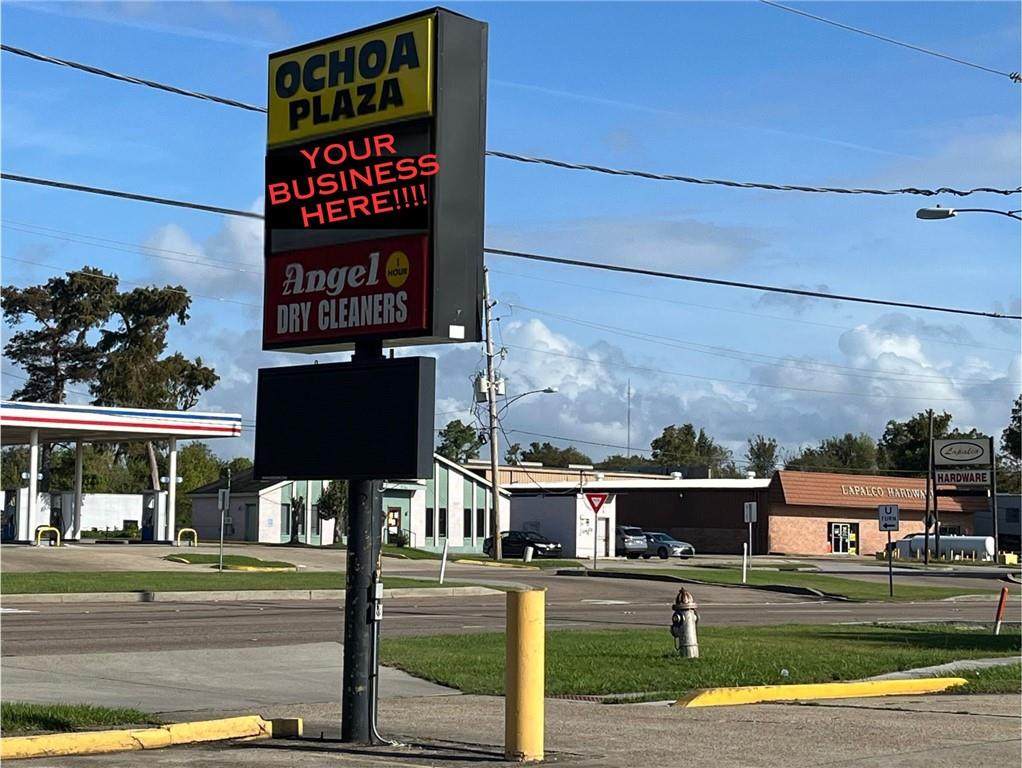 OCHOA
PLAZA
YOUR
BUSINESS
HERE!!!!
Angel 1
HOUR
DRY CLEANERS
Lapalco
HARDWARE
LAPALCO HARDWARE
U
TURN